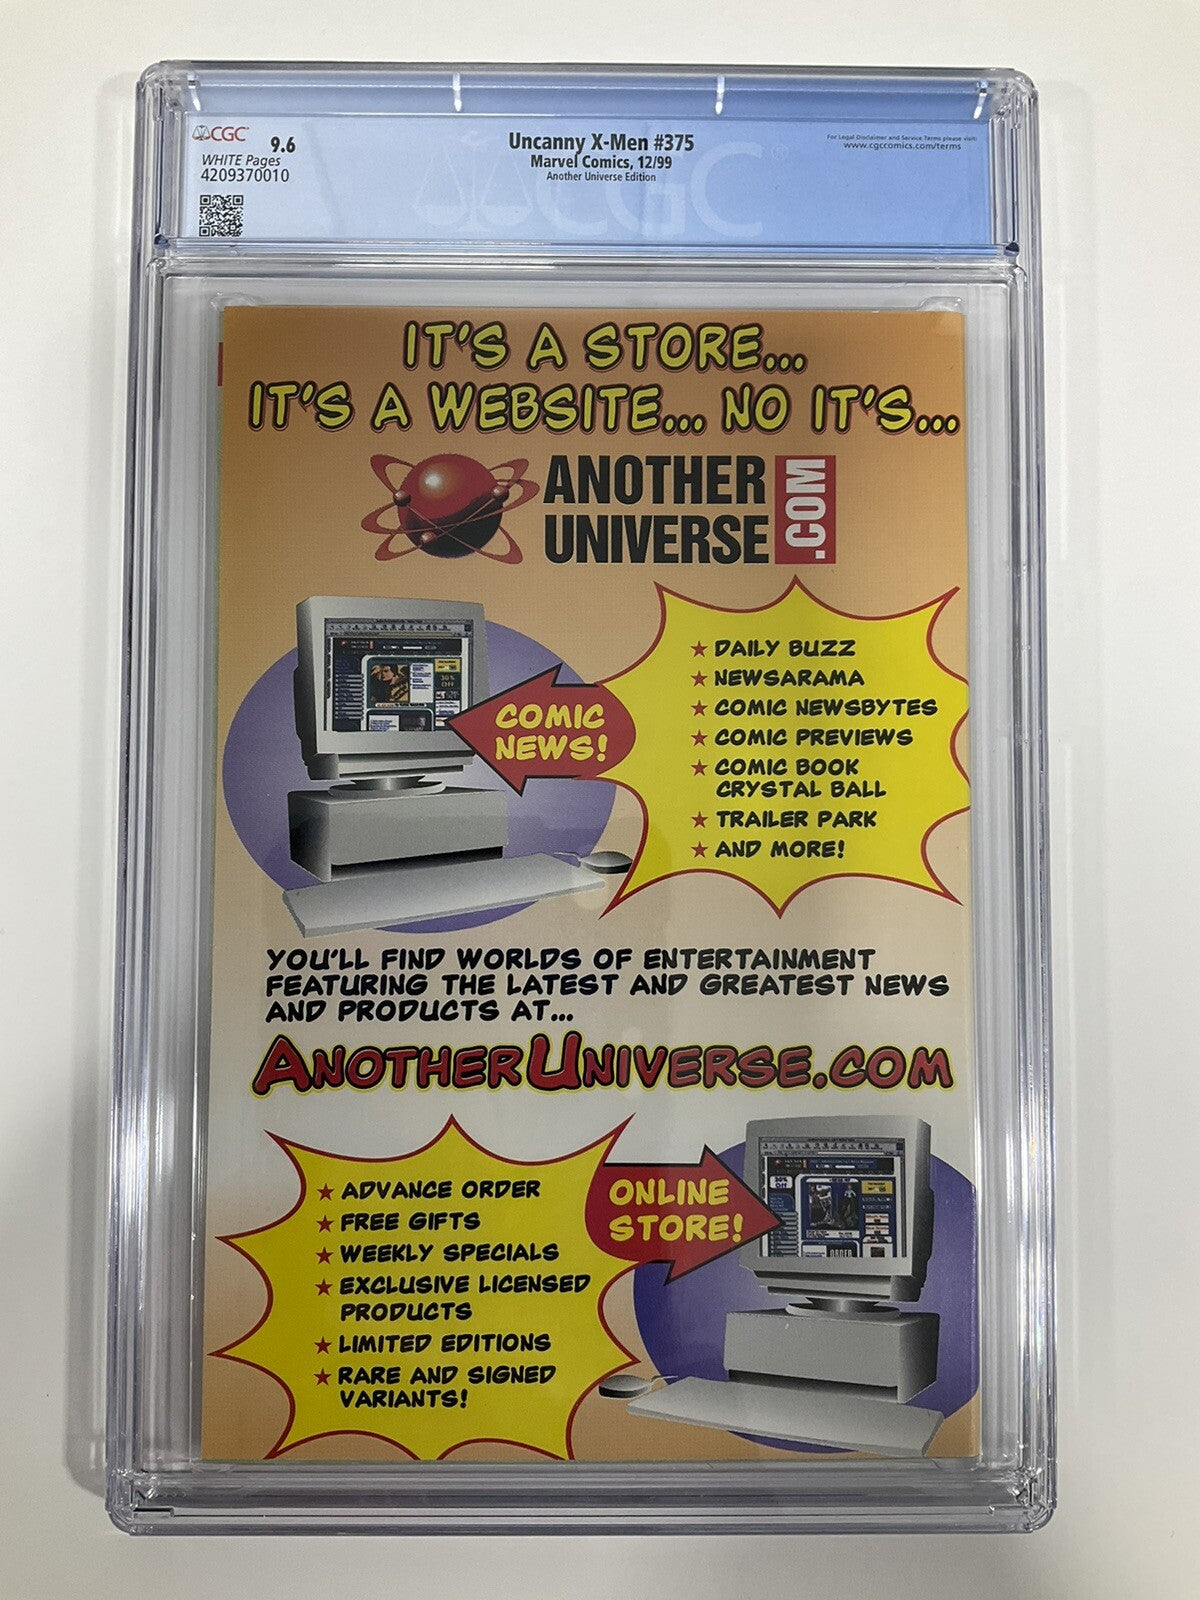 CGC
9.6
WHITE Pages
4209370010
Uncanny X-Men #375
Marvel Comics, 12/99
Another Universe Edition
For Legal Disclaimer and Service Terms please visit:
www.cgccomics.com/terms
CGC
IT'S A STORE...
IT'S A WEBSITE... NO IT'S...
ANOTHER
UNIVERSE
.COM
COMIC
NEWS!
★ DAILY BUZZ
★ NEWSARAMA
★ COMIC NEWSBYTES
★ COMIC PREVIEWS
★ COMIC BOOK
CRYSTAL BALL
★ TRAILER PARK
★ AND MORE!
YOU'LL FIND WORLDS OF ENTERTAINMENT
FEATURING THE LATEST AND GREATEST NEWS
AND PRODUCTS AT...
ANOTHERUNIVERSE.COM
★ ADVANCE ORDER
★ FREE GIFTS
★ WEEKLY SPECIALS
★ EXCLUSIVE LICENSED
PRODUCTS
★ LIMITED EDITIONS
★ RARE AND SIGNED
VARIANTS!
ONLINE
STORE!